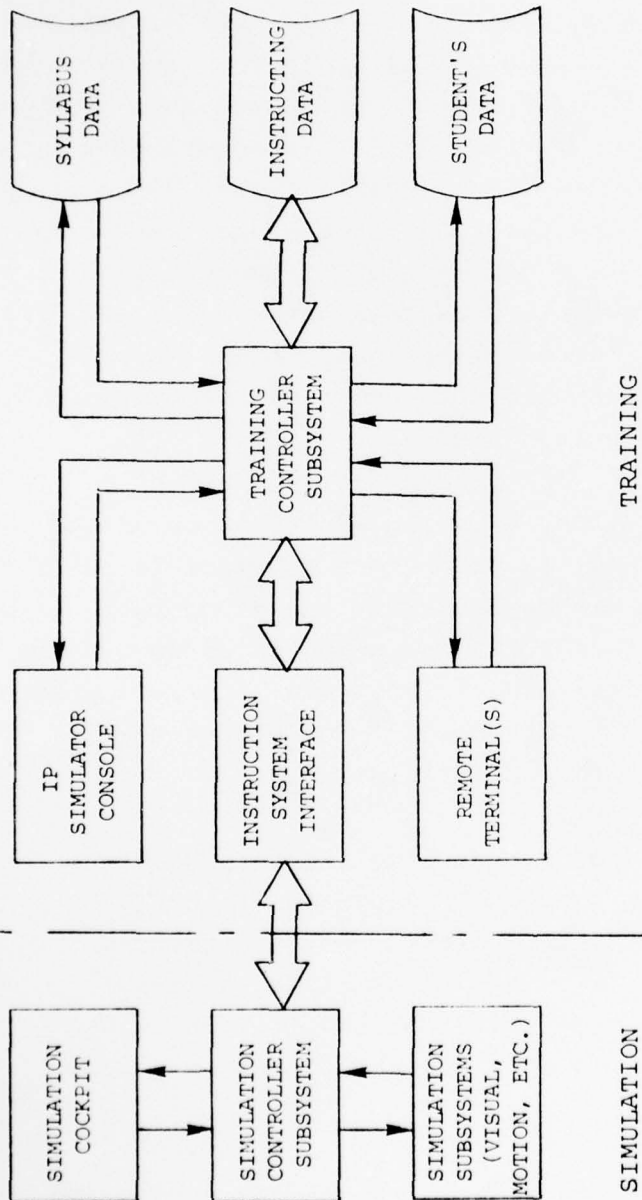 SIMULATION
COCKPIT
SIMULATION
CONTROLLER
SUBSYSTEM
SIMULATION
SUBSYSTEMS
(VISUAL,
MOTION, ETC.)
SIMULATION
IP
SIMULATOR
CONSOLE
INSTRUCTION
SYSTEM
INTERFACE
REMOTE
TERMINAL(S)
TRAINING
CONTROLLER
SUBSYSTEM
SYLLABUS
DATA
INSTRUCTING
DATA
STUDENT'S
DATA
TRAINING